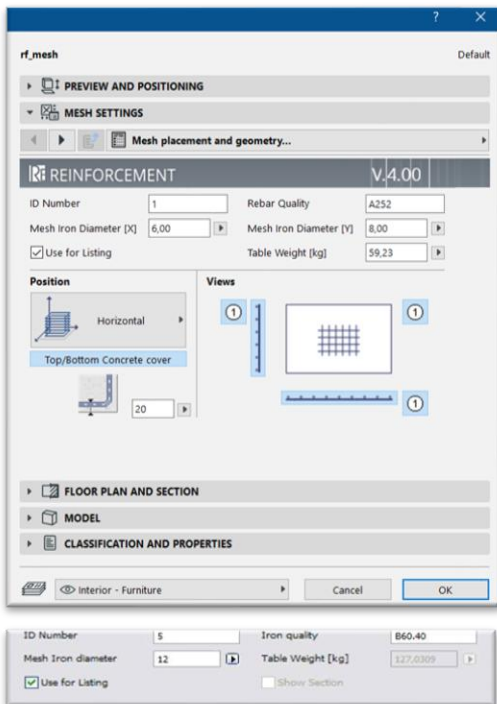 ?
rf_mesh Default
PREVIEW AND POSITIONING
MESH SETTINGS
Mesh placement and geometry...
REINFORCEMENT V.4.00
ID Number 1 Rebar Quality A252
Mesh Iron Diameter [X] 6,00 Mesh Iron Diameter [Y] 8,00
Use for Listing Table Weight [kg] 59,23
Position Views
Horizontal
1 1
Top/Bottom Concrete cover
20
1
FLOOR PLAN AND SECTION
MODEL
CLASSIFICATION AND PROPERTIES
Interior - Furniture Cancel OK
ID Number 5 Iron quality B60.40
Mesh Iron diameter 12 Table Weight [kg] 127,0309
Use for Listing Show Section